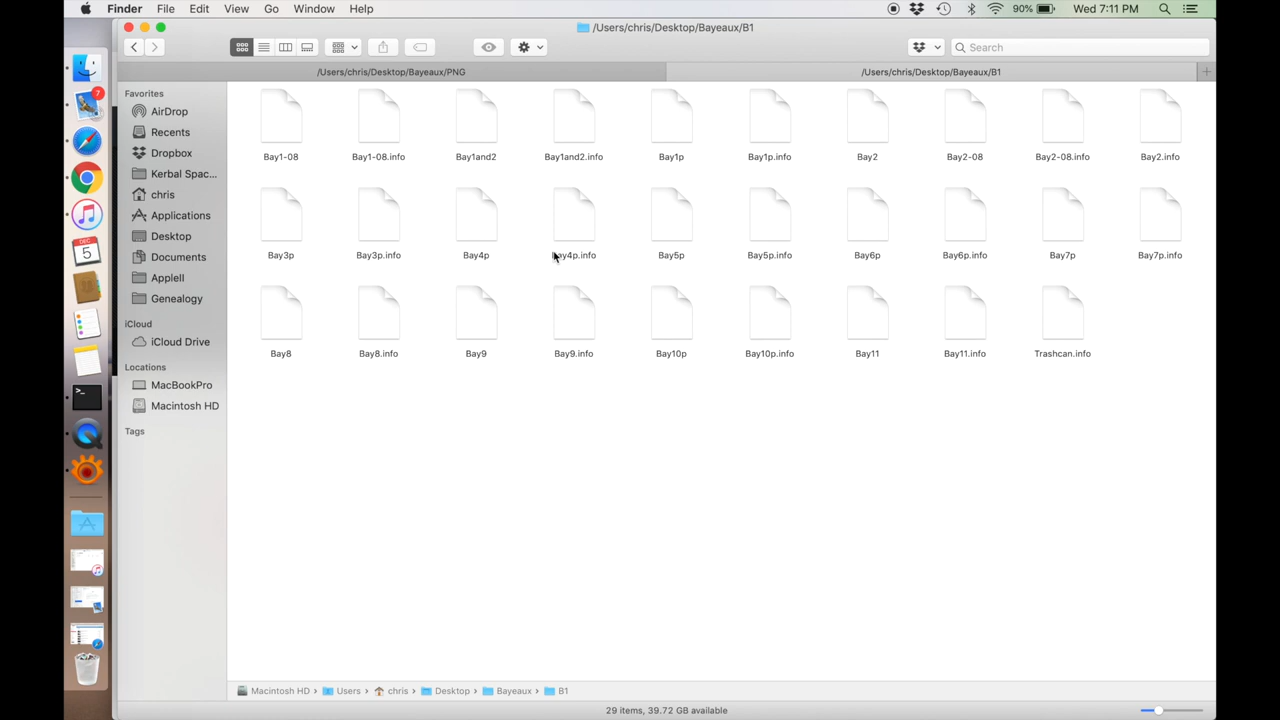 Finder File Edit View Go Window Help 90% Wed 7:11 PM
/Users/chris/Desktop/Bayeaux/B1
Search
/Users/chris/Desktop/Bayeaux/PNG /Users/chris/Desktop/Bayeaux/B1
Favorites
AirDrop
Recents
Dropbox
Kerbal Spac...
chris
Applications
Desktop
Documents
Applell
Genealogy
iCloud
iCloud Drive
Locations
MacBookPro
Macintosh HD
Tags
7
DEC
5
Bay1-08 Bay1-08.info Bay1and2 Bay1and2.info Bay1p Bay1p.info Bay2 Bay2-08 Bay2-08.info Bay2.info
Bay3p Bay3p.info Bay4p Bay4p.info Bay5p Bay5p.info Bay6p Bay6p.info Bay7p Bay7p.info
Bay8 Bay8.info Bay9 Bay9.info Bay10p Bay10p.info Bay11 Bay11.info Trashcan.info
Macintosh HD › Users › chris › Desktop › Bayeaux › B1
29 items, 39.72 GB available